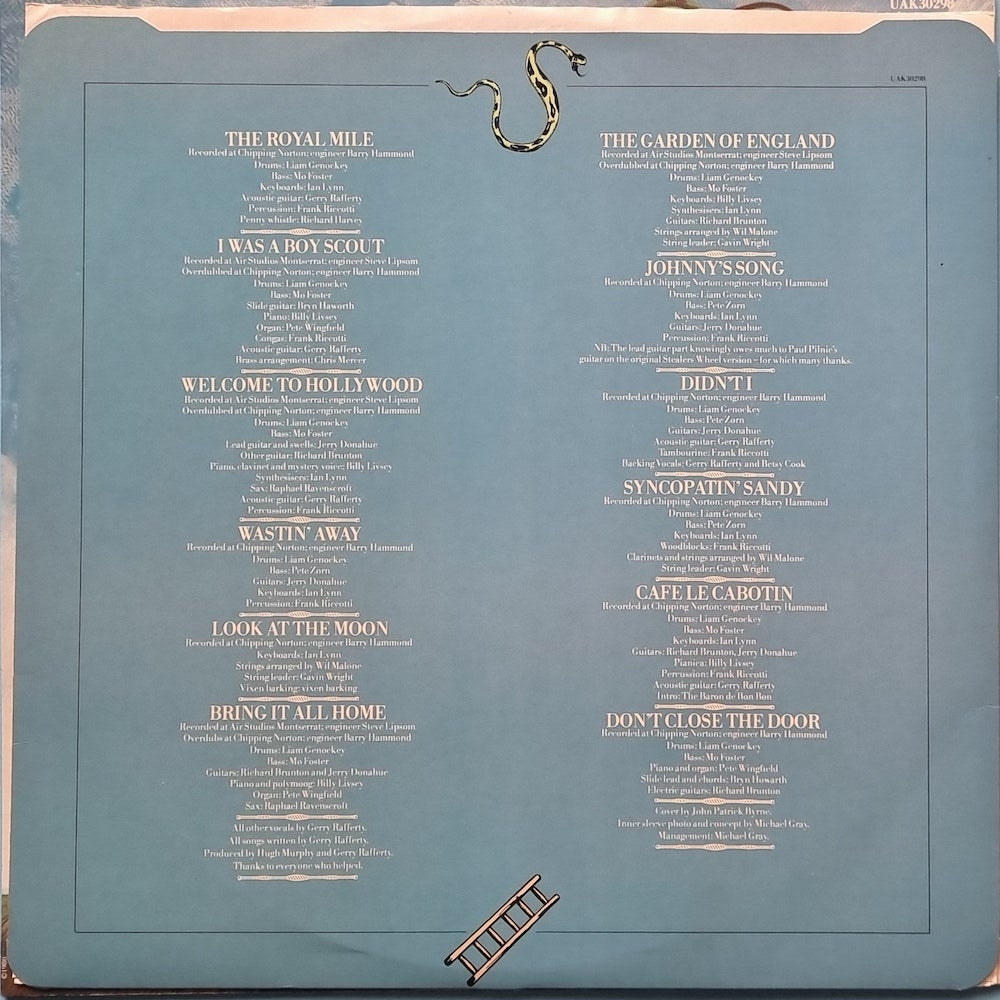 UAK30298
UAK 30298
THE ROYAL MILE
Recorded at Chipping Norton; engineer Barry Hammond
Drums: Liam Genockey
Bass: Mo Foster
Keyboards: Ian Lynn
Acoustic guitar: Gerry Rafferty
Percussion: Frank Riccotti
Penny whistle: Richard Harvey
I WAS A BOY SCOUT
Recorded at Air Studios Montserrat; engineer Steve Lipsom
Overdubbed at Chipping Norton; engineer Barry Hammond
Drums: Liam Genockey
Bass: Mo Foster
Slide guitar: Bryn Haworth
Piano: Billy Livsey
Organ: Pete Wingfield
Congas: Frank Riccotti
Acoustic guitar: Gerry Rafferty
Brass arrangement: Chris Mercer
WELCOME TO HOLLYWOOD
Recorded at Air Studios Montserrat; engineer Steve Lipsom
Overdubbed at Chipping Norton; engineer Barry Hammond
Drums: Liam Genockey
Bass: Mo Foster
Lead guitar and swells: Jerry Donahue
Other guitar: Richard Brunton
Piano, clavinet and mystery voice: Billy Livsey
Synthesisers: Ian Lynn
Sax: Raphael Ravenscroft
Acoustic guitar: Gerry Rafferty
Percussion: Frank Riccotti
WASTIN' AWAY
Recorded at Chipping Norton; engineer Barry Hammond
Drums: Liam Genockey
Bass: Pete Zorn
Guitars: Jerry Donahue
Keyboards: Ian Lynn
Percussion: Frank Riccotti
LOOK AT THE MOON
Recorded at Chipping Norton; engineer Barry Hammond
Keyboards: Ian Lynn
Strings arranged by Wil Malone
String leader: Gavin Wright
Vixen barking: vixen barking
BRING IT ALL HOME
Recorded at Air Studios Montserrat; engineer Steve Lipsom
Overdubs at Chipping Norton; engineer Barry Hammond
Drums: Liam Genockey
Bass: Mo Foster
Guitars: Richard Brunton and Jerry Donahue
Piano and polymoog: Billy Livsey
Organ: Pete Wingfield
Sax: Raphael Ravenscroft
All other vocals by Gerry Rafferty.
All songs written by Gerry Rafferty.
Produced by Hugh Murphy and Gerry Rafferty.
Thanks to everyone who helped.
THE GARDEN OF ENGLAND
Recorded at Air Studios Montserrat; engineer Steve Lipsom
Overdubbed at Chipping Norton; engineer Barry Hammond
Drums: Liam Genockey
Bass: Mo Foster
Keyboards: Billy Livsey
Synthesisers: Ian Lynn
Guitars: Richard Brunton
Strings arranged by Wil Malone
String leader: Gavin Wright
JOHNNY'S SONG
Recorded at Chipping Norton; engineer Barry Hammond
Drums: Liam Genockey
Bass: Pete Zorn
Keyboards: Ian Lynn
Guitars: Jerry Donahue
Percussion: Frank Riccotti
NB: The lead guitar part knowingly owes much to Paul Pilnic's
guitar on the original Stealers Wheel version – for which many thanks.
DIDN'T I
Recorded at Chipping Norton; engineer Barry Hammond
Drums: Liam Genockey
Bass: Pete Zorn
Guitars: Jerry Donahue
Acoustic guitar: Gerry Rafferty
Tambourine: Frank Riccotti
Backing Vocals: Gerry Rafferty and Betsy Cook
SYNCOPATIN' SANDY
Recorded at Chipping Norton; engineer Barry Hammond
Drums: Liam Genockey
Bass: Pete Zorn
Keyboards: Ian Lynn
Woodblocks: Frank Riccotti
Clarinets and strings arranged by Wil Malone
String leader: Gavin Wright
CAFE LE CABOTIN
Recorded at Chipping Norton; engineer Barry Hammond
Drums: Liam Genockey
Bass: Mo Foster
Keyboards: Ian Lynn
Guitars: Richard Brunton, Jerry Donahue
Pianica: Billy Livsey
Percussion: Frank Riccotti
Acoustic guitar: Gerry Rafferty
Intro: The Baron de Bon Bon
DON'T CLOSE THE DOOR
Recorded at Chipping Norton; engineer Barry Hammond
Drums: Liam Genockey
Bass: Mo Foster
Piano and organ: Pete Wingfield
Slide lead and chords: Bryn Howarth
Electric guitars: Richard Brunton
Cover by John Patrick Byrne.
Inner sleeve photo and concept by Michael Gray.
Management: Michael Gray.